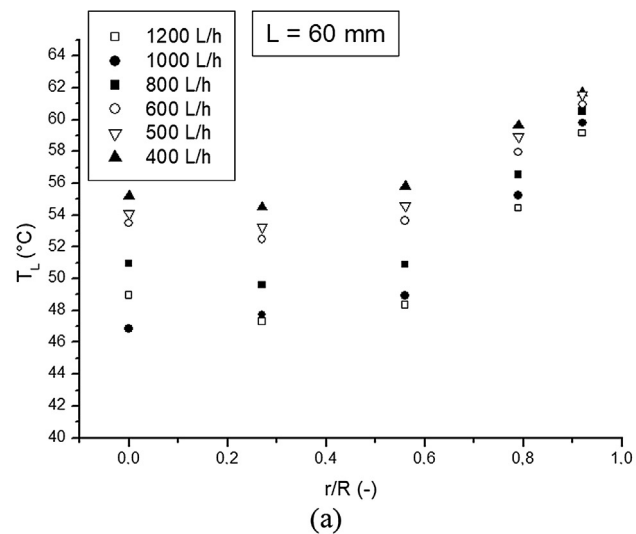 L = 60 mm
1200 L/h
1000 L/h
800 L/h
600 L/h
500 L/h
400 L/h
64
62
60
58
56
54
52
50
48
46
44
42
40
T_L (°C)
0.0 0.2 0.4 0,6 0,8 1.0
r/R (-)
(a)